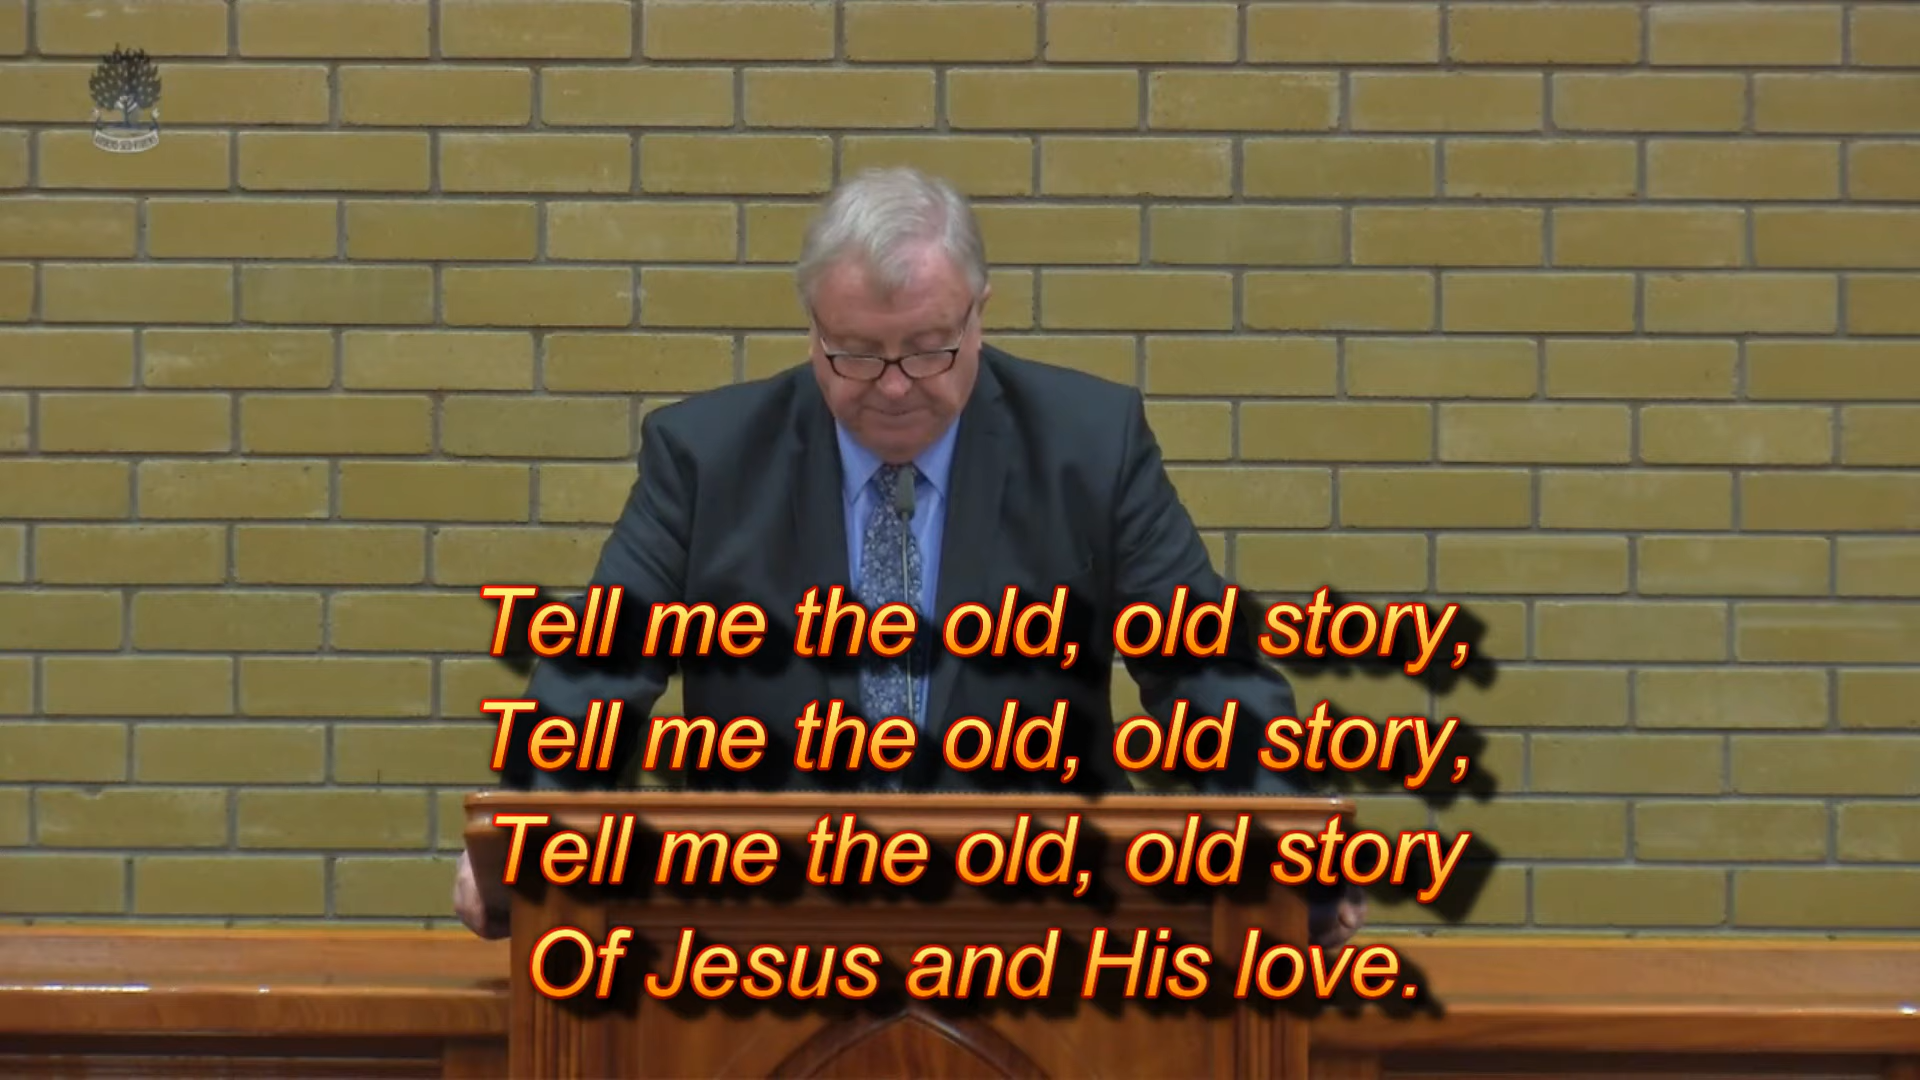 Tell me the old, old story,
Tell me the old, old story,
Tell me the old, old story
Of Jesus and His love.